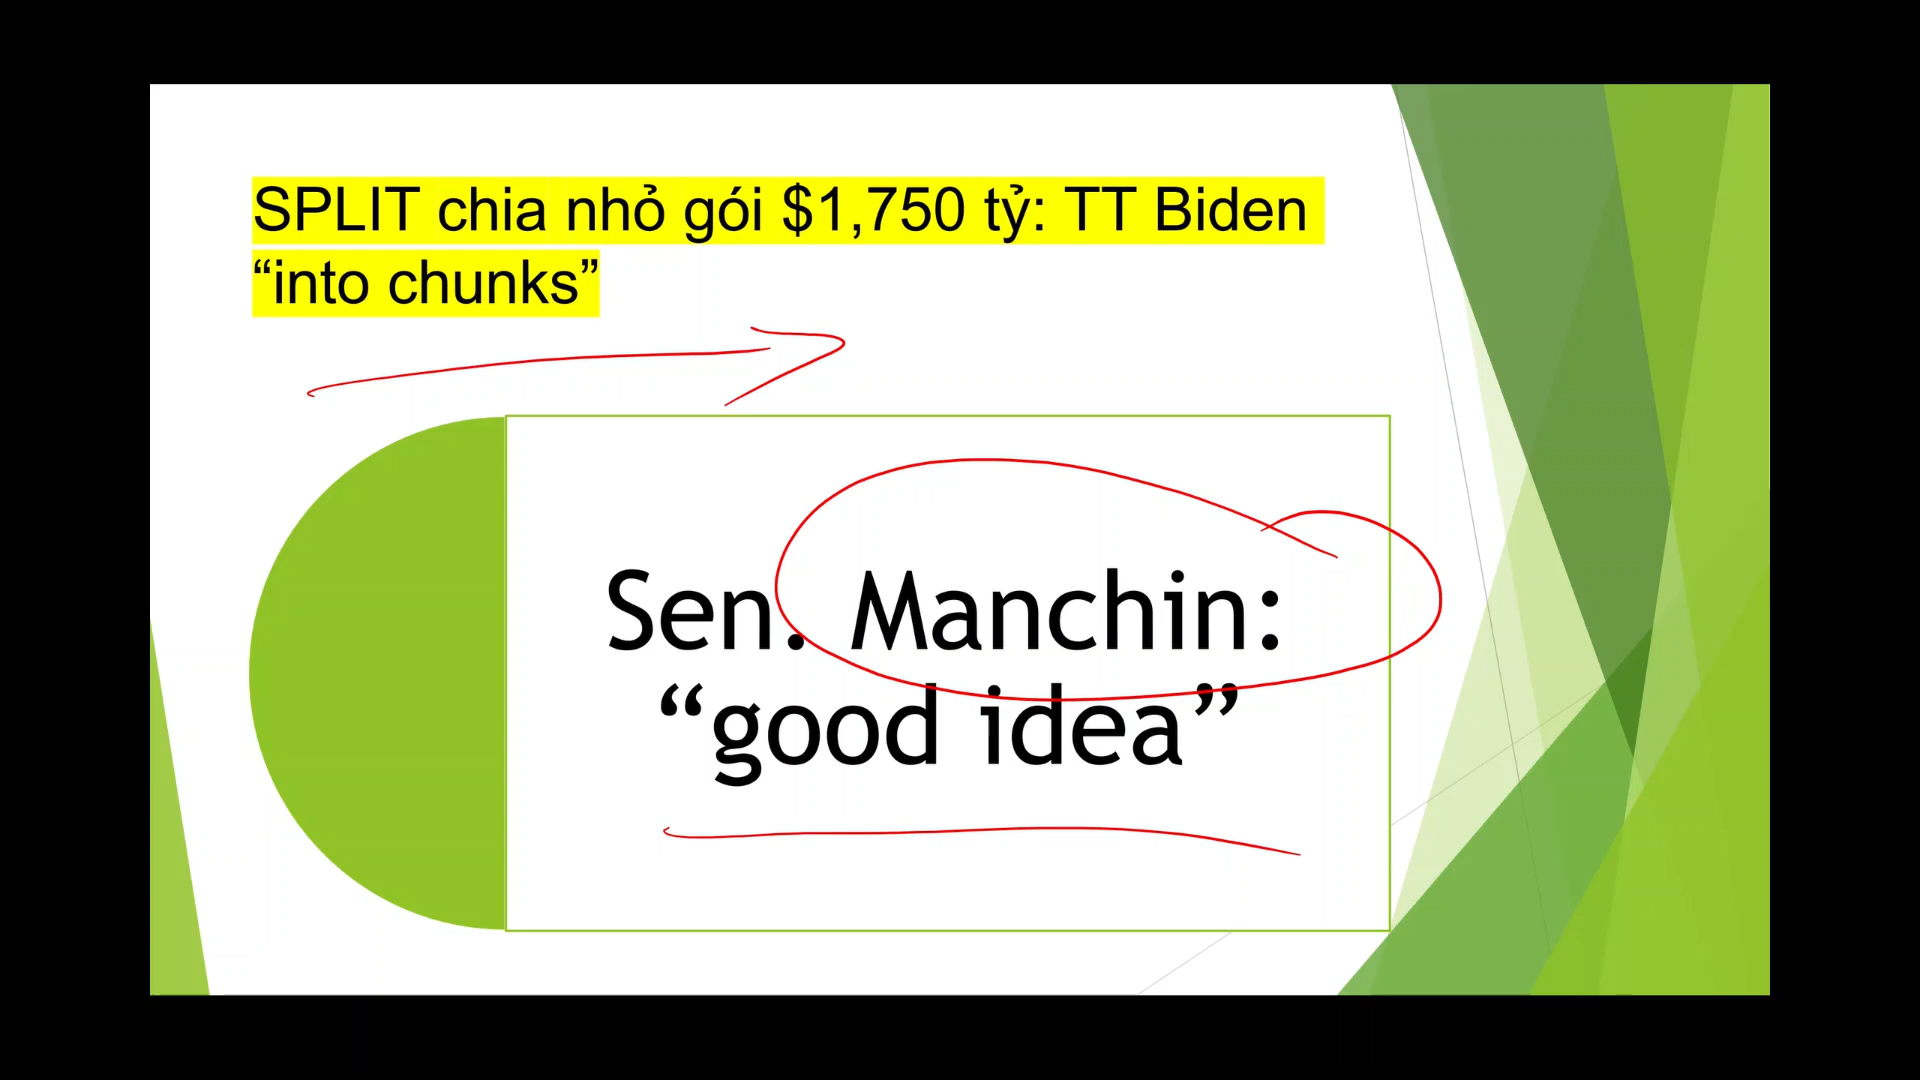 SPLIT chia nhỏ gói $1,750 tỷ: TT Biden
“into chunks”
Sen. Manchin:
“good idea”